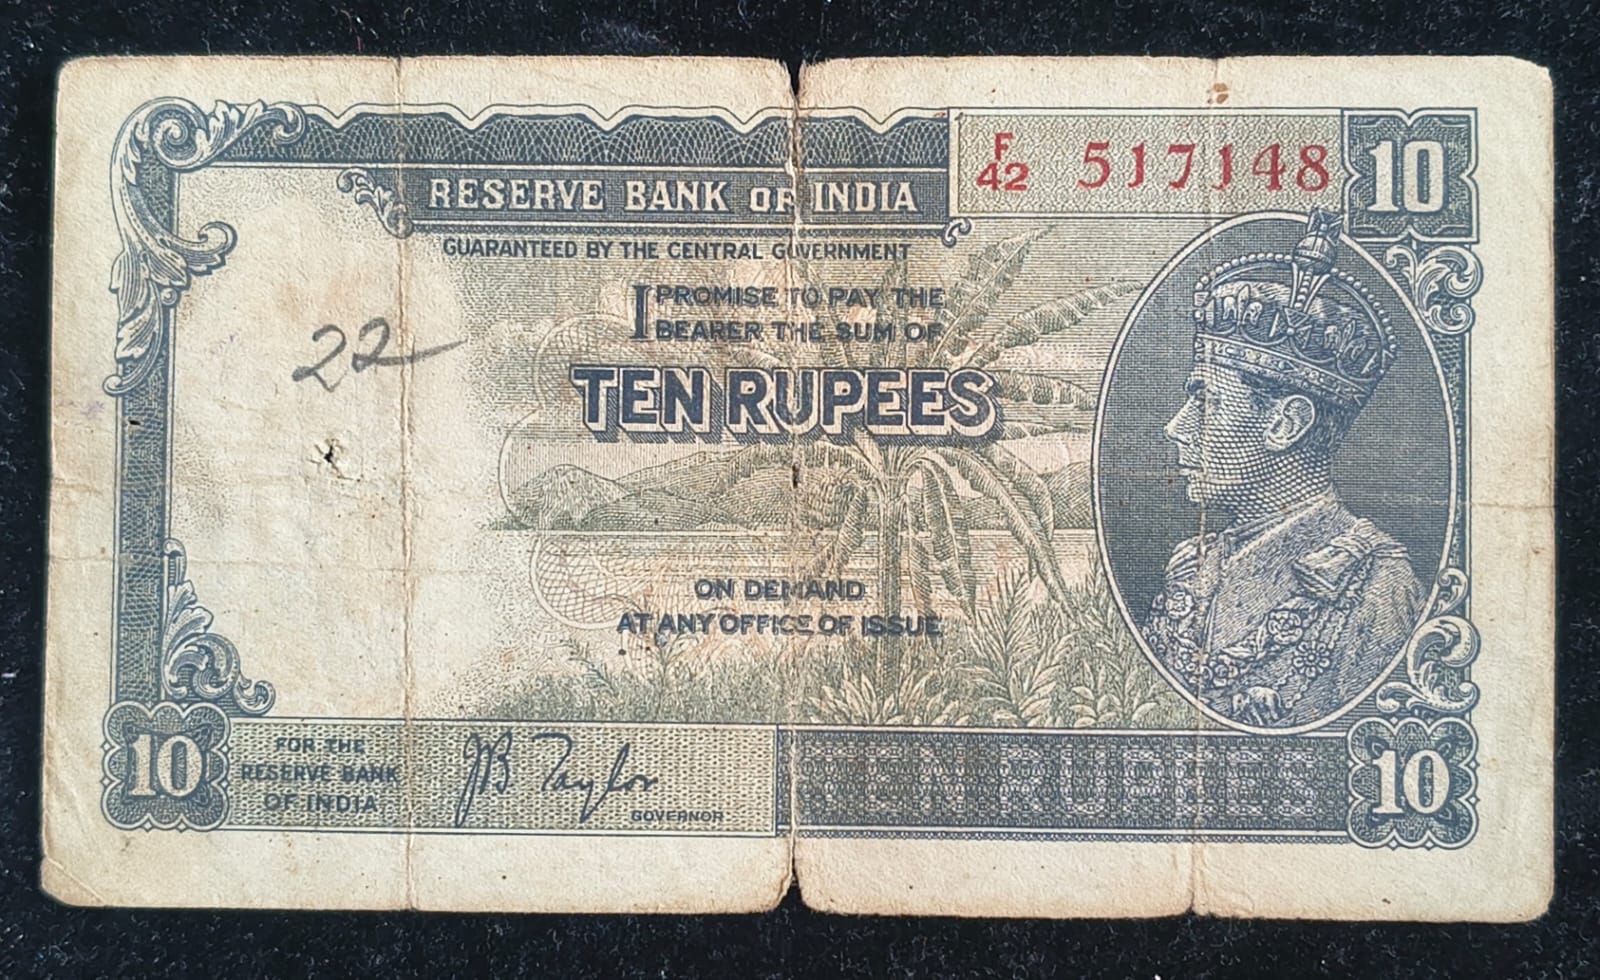 F/42 517148 10
RESERVE BANK OF INDIA
GUARANTEED BY THE CENTRAL GOVERNMENT
I PROMISE TO PAY THE
BEARER THE SUM OF
22
TEN RUPEES
ON DEMAND
AT ANY OFFICE OF ISSUE
10 FOR THE
RESERVE BANK
OF INDIA
JB Taylor
GOVERNOR
10